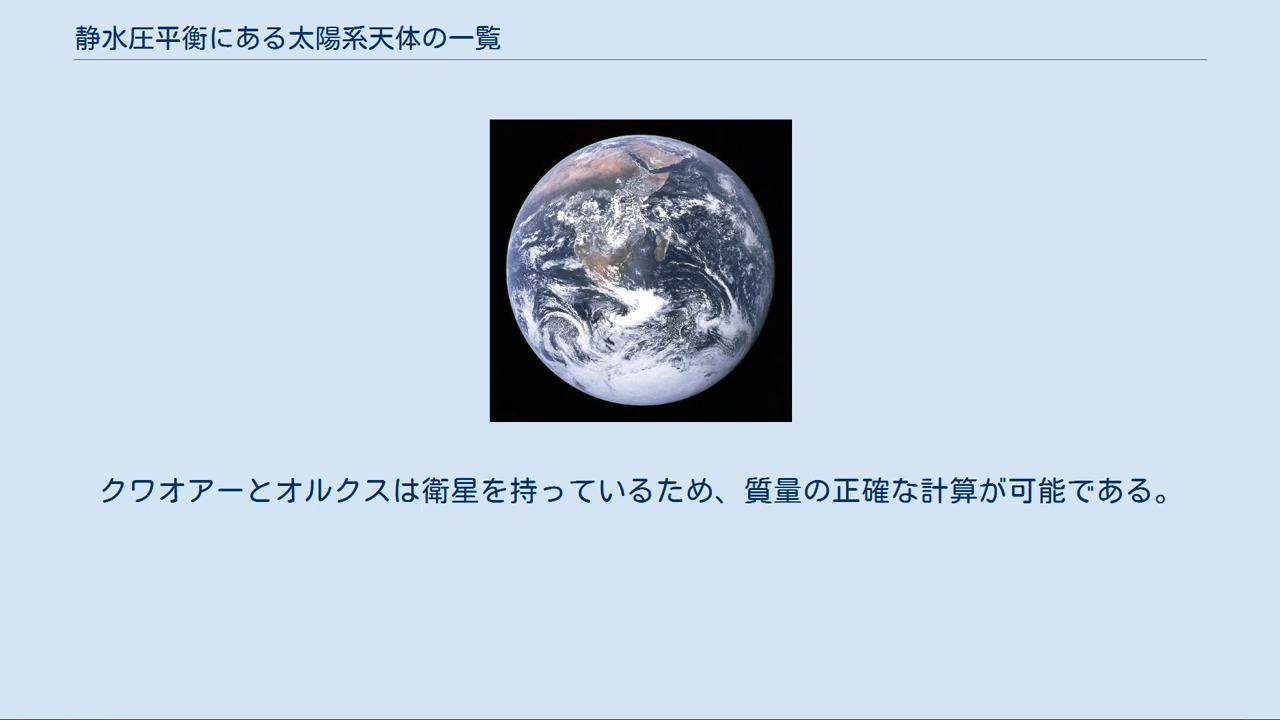 静水圧平衡にある太陽系天体の一覧
クワオアーとオルクスは衛星を持っているため、質量の正確な計算が可能である。